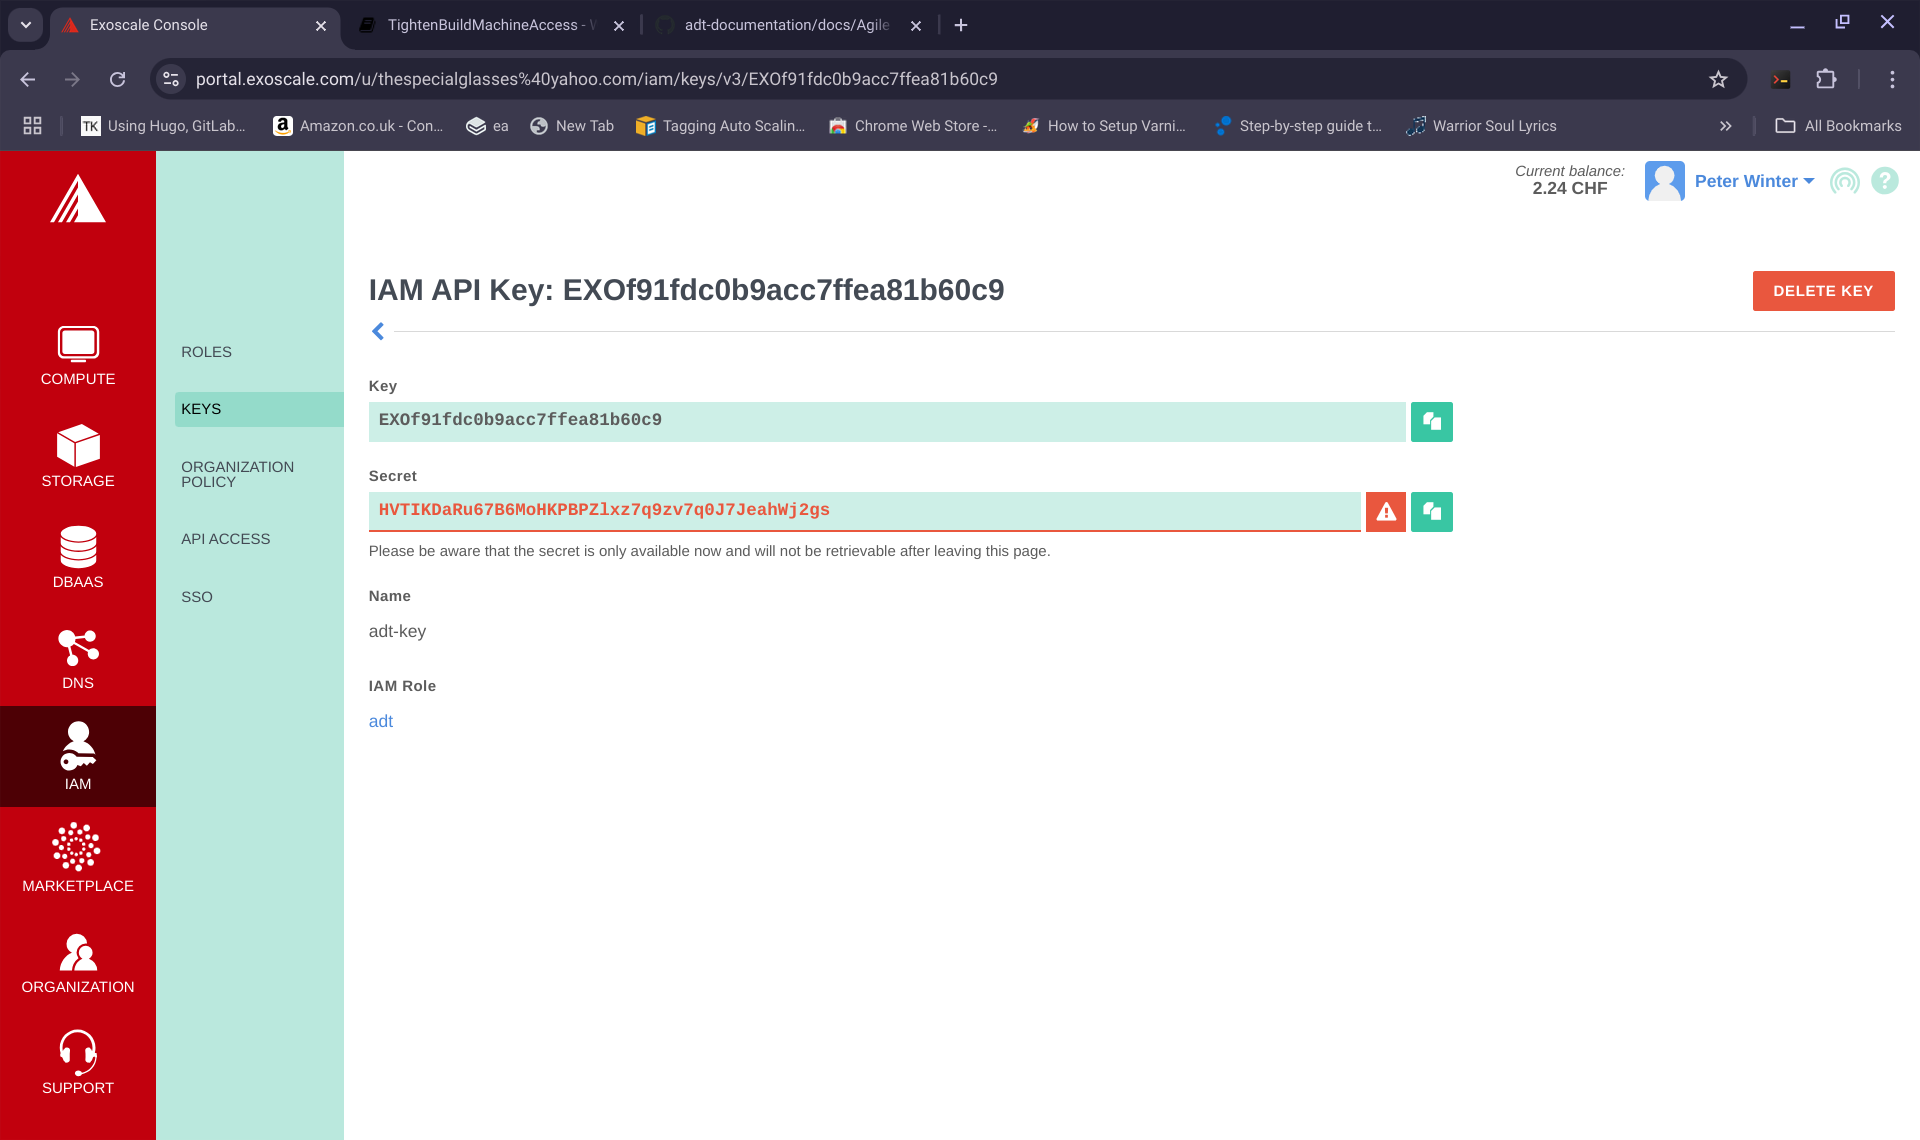 Exoscale Console
TightenBuildMachineAccess -
adt-documentation/docs/Agile
portal.exoscale.com/u/thespecialglasses%40yahoo.com/iam/keys/v3/EXOf91fdc0b9acc7ffea81b60c9
TK Using Hugo, GitLab...
Amazon.co.uk - Con...
ea
New Tab
Tagging Auto Scalin...
Chrome Web Store -...
How to Setup Varni...
Step-by-step guide t...
Warrior Soul Lyrics
All Bookmarks
Current balance:
2.24 CHF
Peter Winter
COMPUTE
STORAGE
DBAAS
DNS
IAM
MARKETPLACE
ORGANIZATION
SUPPORT
ROLES
KEYS
ORGANIZATION
POLICY
API ACCESS
SSO
IAM API Key: EXOf91fdc0b9acc7ffea81b60c9
DELETE KEY
Key
EXOf91fdc0b9acc7ffea81b60c9
Secret
HVTIKDaRu67B6MoHKPBPZlxz7q9zv7q0J7JeahWj2gs
Please be aware that the secret is only available now and will not be retrievable after leaving this page.
Name
adt-key
IAM Role
adt